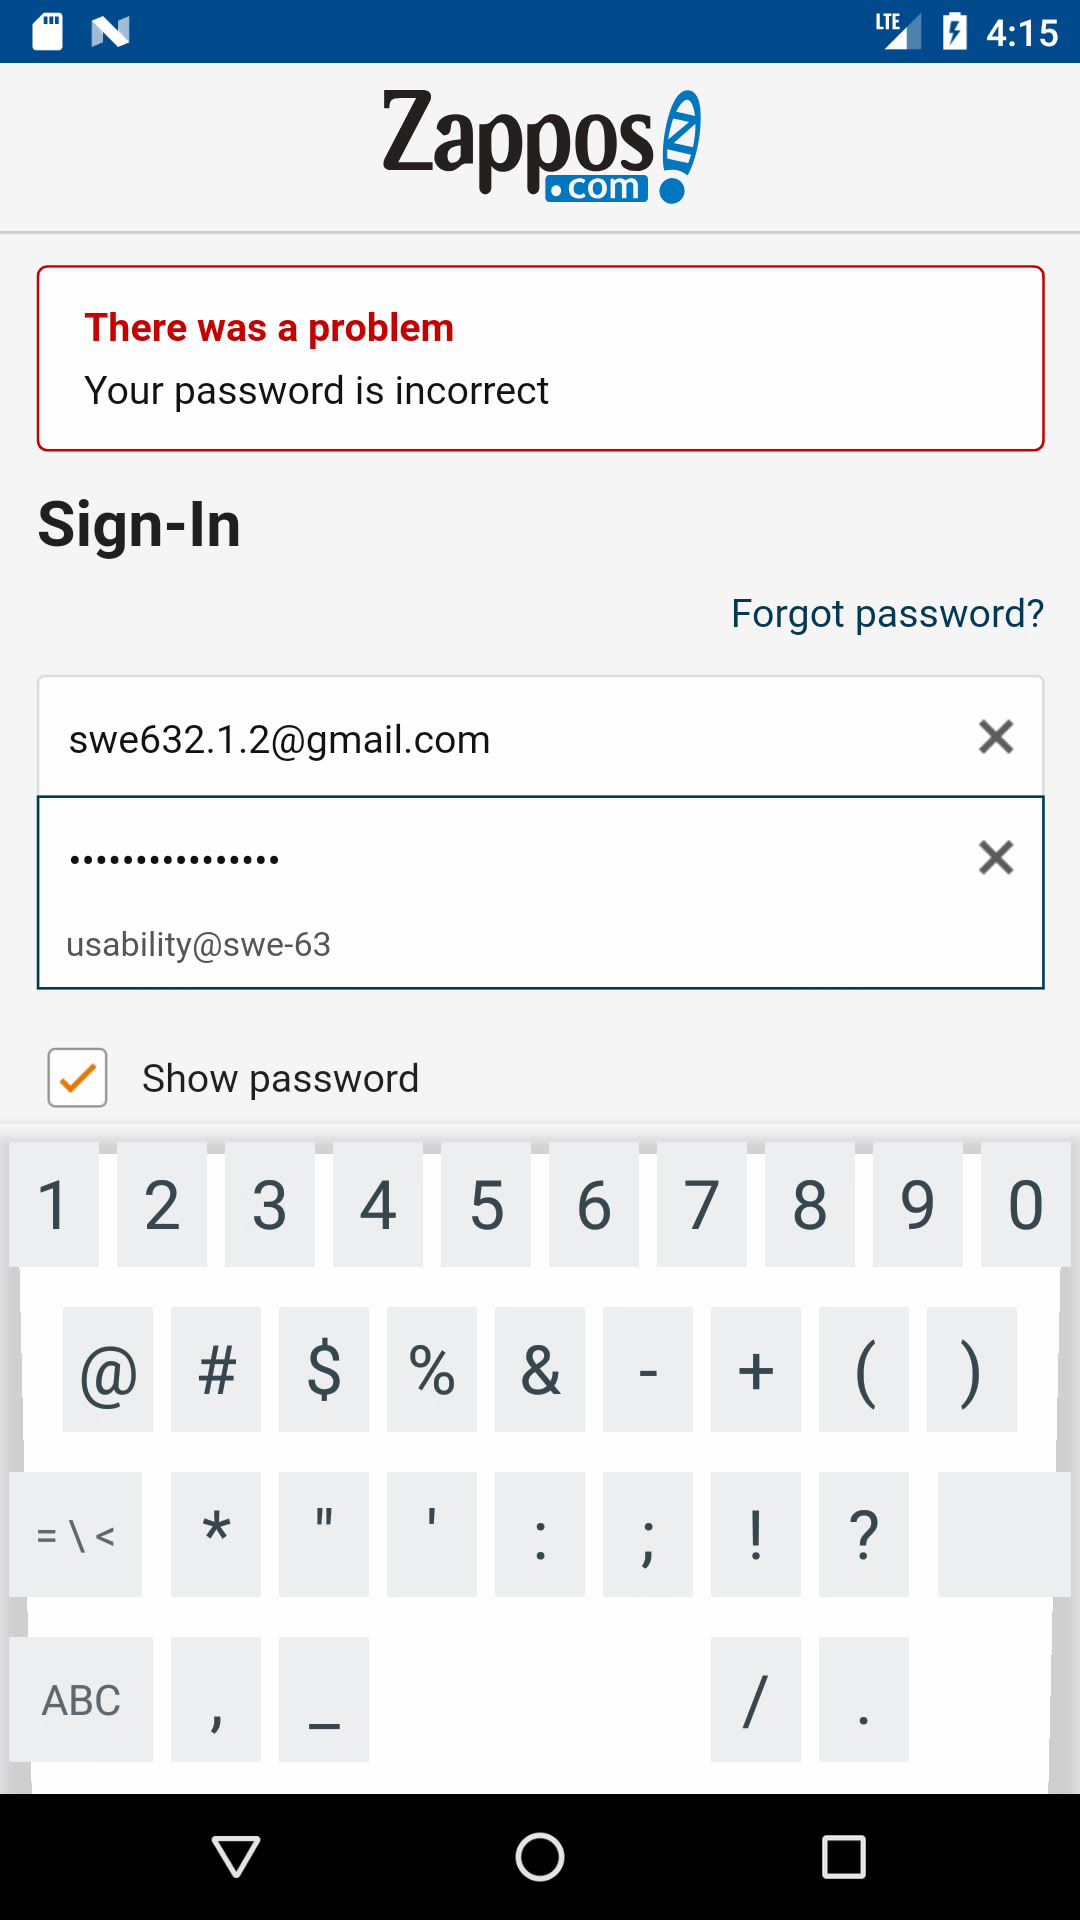 LTE 4:15
Zappos
.com
There was a problem
Your password is incorrect
Sign-In
Forgot password?
swe632.1.2@gmail.com
••••••••••••••••
usability@swe-63
Show password
1 2 3 4 5 6 7 8 9 0
@ # $ % & - + ( )
= \ < * " ' : ; ! ?
ABC , _ / .